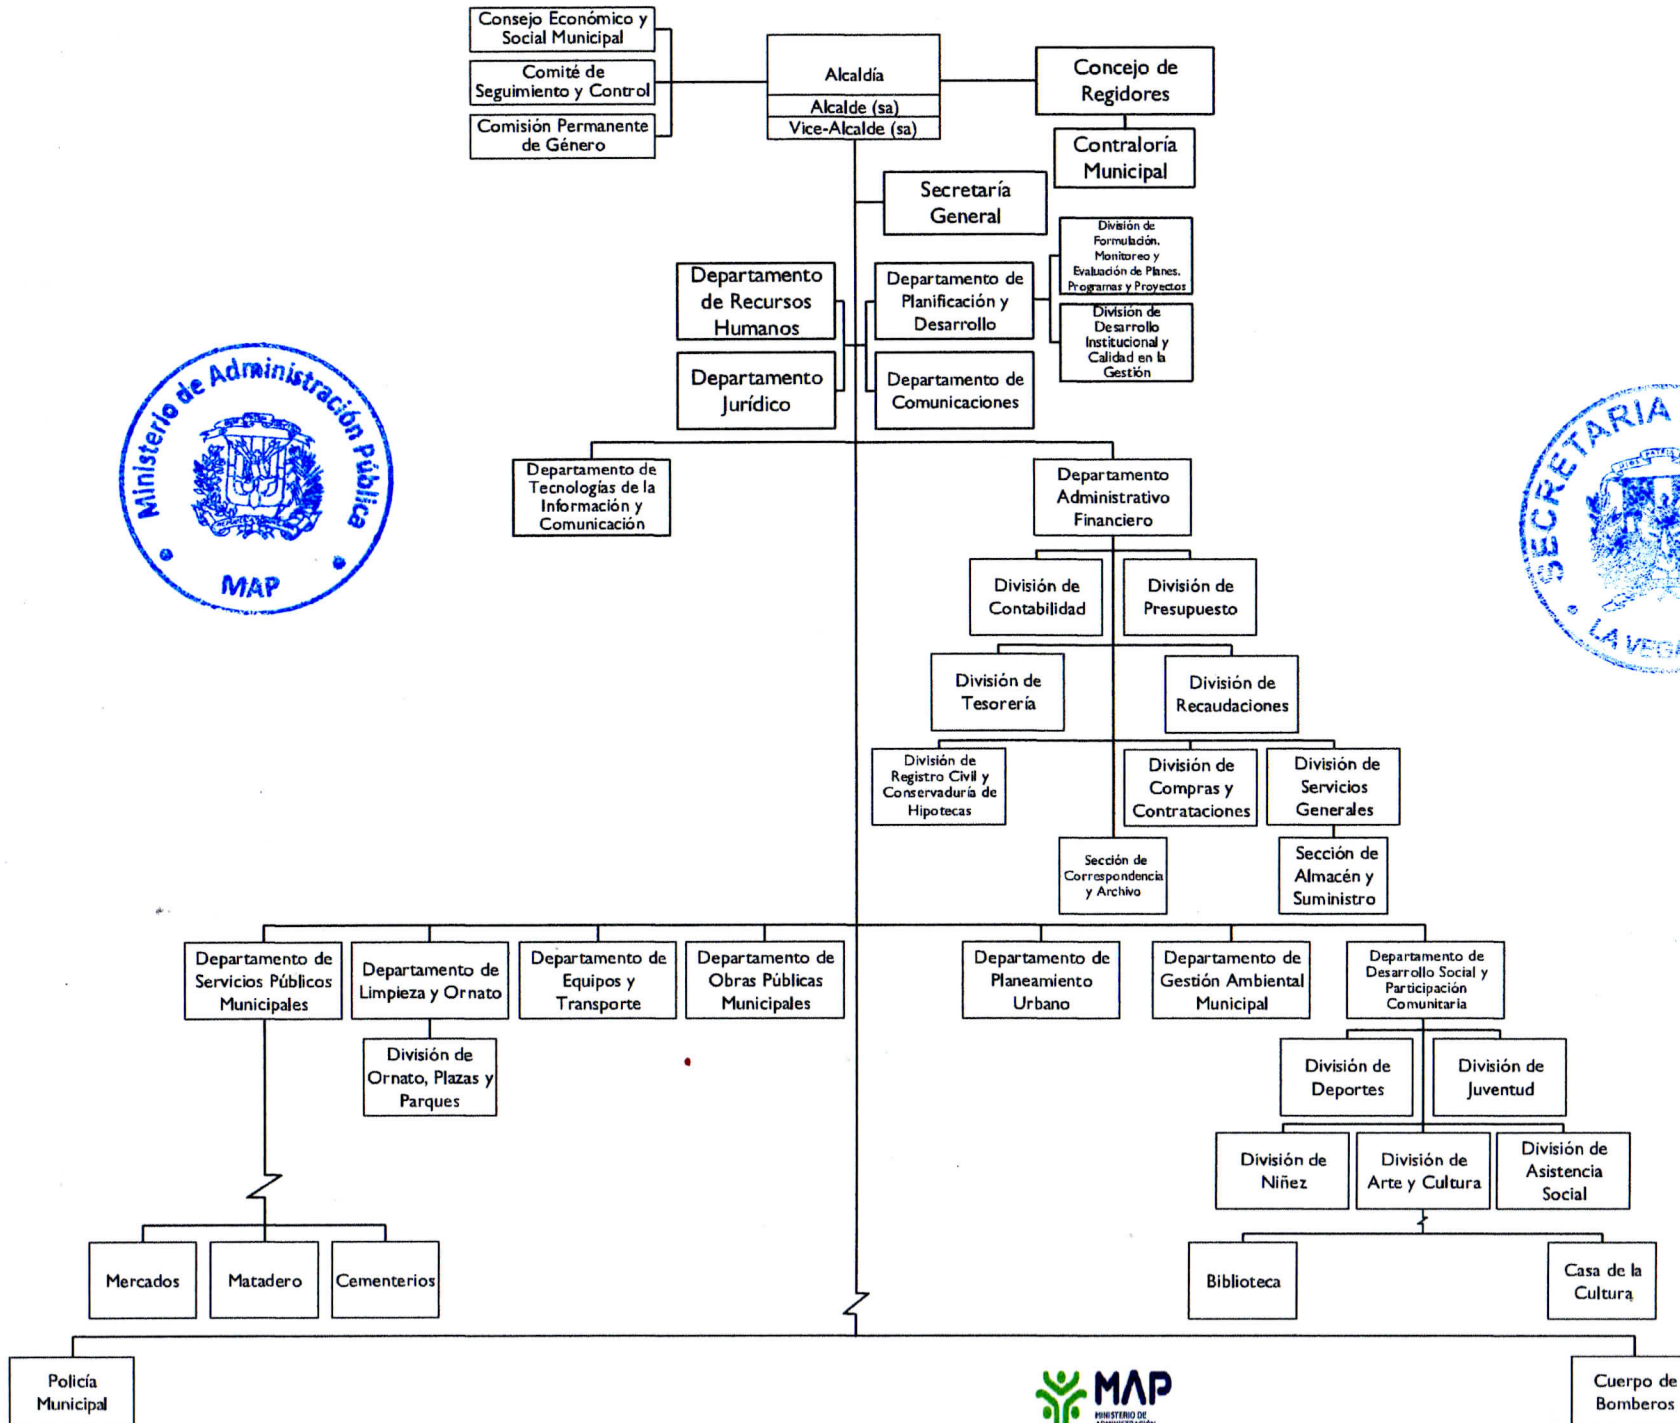 Consejo Económico y
Social Municipal
Comité de
Seguimiento y Control
Comisión Permanente
de Género
Alcaldía
Alcalde (sa)
Vice-Alcalde (sa)
Concejo de
Regidores
Contraloría
Municipal
Secretaría
General
Departamento
de Recursos
Humanos
Departamento de
Planificación y
Desarrollo
División de
Formulación,
Monitoreo y
Evaluación de Planes,
Programas y Proyectos
División de
Desarrollo
Institucional y
Calidad en la
Gestión
Departamento
Jurídico
Departamento de
Comunicaciones
Ministerio de Administración Pública
MAP
SECRETARIA
LA VEGA
Departamento de
Tecnologías de la
Información y
Comunicación
Departamento
Administrativo
Financiero
División de
Contabilidad
División de
Presupuesto
División de
Tesorería
División de
Recaudaciones
División de
Registro Civil y
Conservaduría de
Hipotecas
División de
Compras y
Contrataciones
División de
Servicios
Generales
Sección de
Correspondencia
y Archivo
Sección de
Almacén y
Suministro
Departamento de
Servicios Públicos
Municipales
Departamento de
Limpieza y Ornato
Departamento de
Equipos y
Transporte
Departamento de
Obras Públicas
Municipales
Departamento de
Planeamiento
Urbano
Departamento de
Gestión Ambiental
Municipal
Departamento de
Desarrollo Social y
Participación
Comunitaria
División de
Ornato, Plazas y
Parques
División de
Deportes
División de
Juventud
División de
Niñez
División de
Arte y Cultura
División de
Asistencia
Social
Mercados
Matadero
Cementerios
Biblioteca
Casa de la
Cultura
Policía
Municipal
Cuerpo de
Bomberos
MAP
MINISTERIO DE
ADMINISTRACIÓN